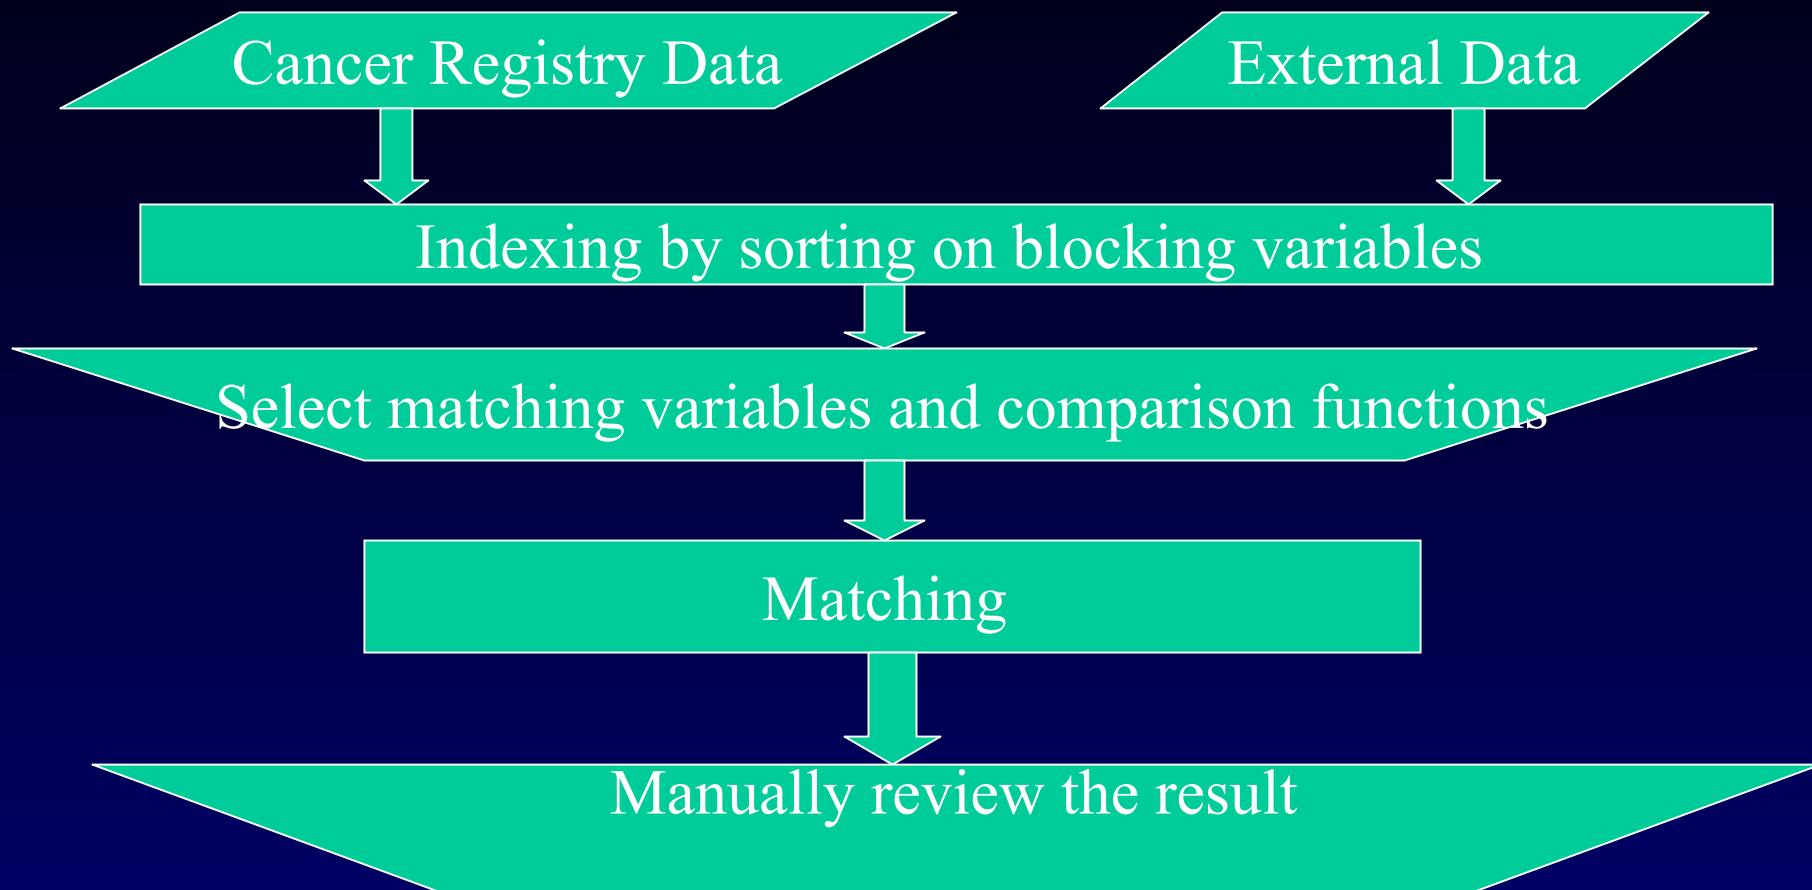 Cancer Registry Data
External Data
Indexing by sorting on blocking variables
Select matching variables and comparison functions
Matching
Manually review the result